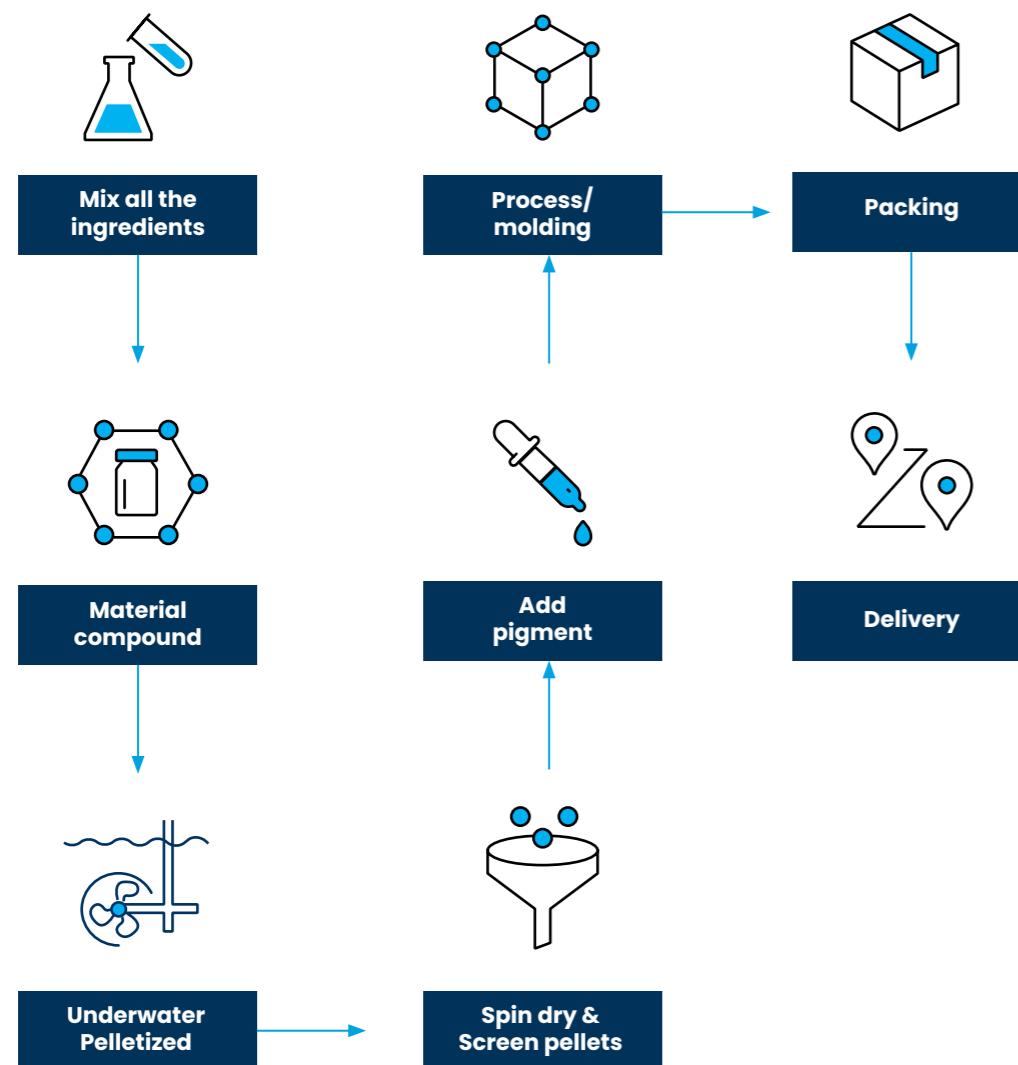 Mix all the
ingredients
Material
compound
Underwater
Pelletized
Spin dry &
Screen pellets
Add
pigment
Process/
molding
Packing
Delivery